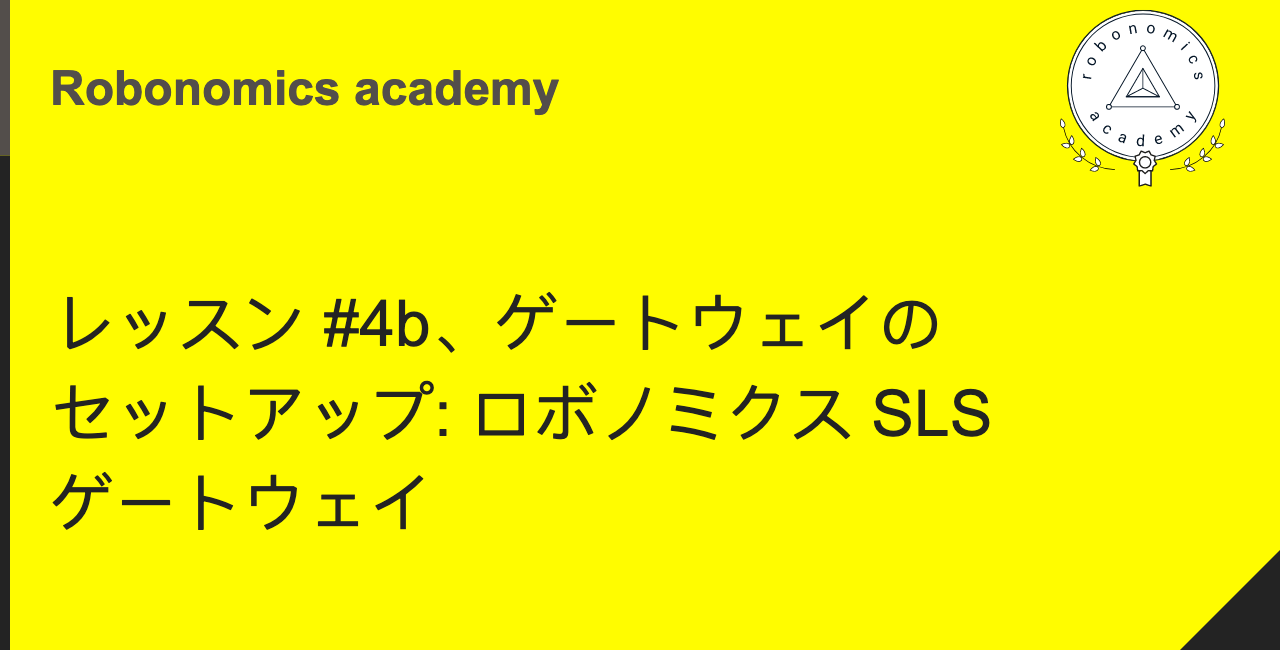 Robonomics academy
robonomics
academy
レッスン #4b、ゲートウェイの
セットアップ: ロボノミクス SLS
ゲートウェイ